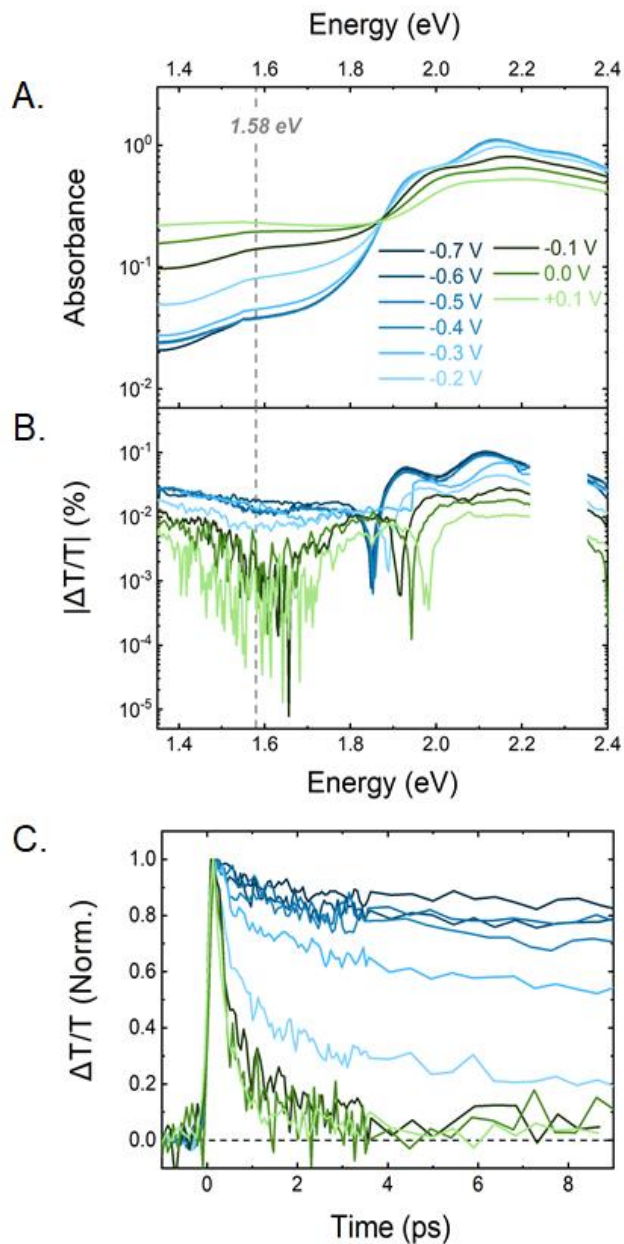 Energy (eV)
1.4 1.6 1.8 2.0 2.2 2.4
A.
1.58 eV
10⁰
10⁻¹
10⁻²
Absorbance
-0.7 V -0.1 V
-0.6 V 0.0 V
-0.5 V +0.1 V
-0.4 V
-0.3 V
-0.2 V
B.
10⁻¹
10⁻²
10⁻³
10⁻⁴
10⁻⁵
|ΔT/T| (%)
1.4 1.6 1.8 2.0 2.2 2.4
Energy (eV)
C.
1.0
0.8
0.6
0.4
0.2
0.0
ΔT/T (Norm.)
0 2 4 6 8
Time (ps)